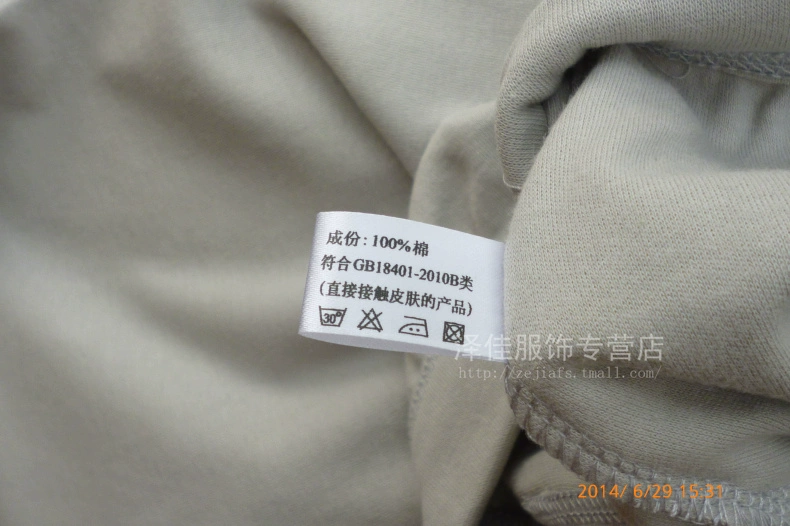 成份: 100%棉
符合GB18401-2010B类
(直接接触皮肤的产品)
30°
泽佳服饰专营店
http://zejiafs.tmall.com/
2014/ 6/29 15:31